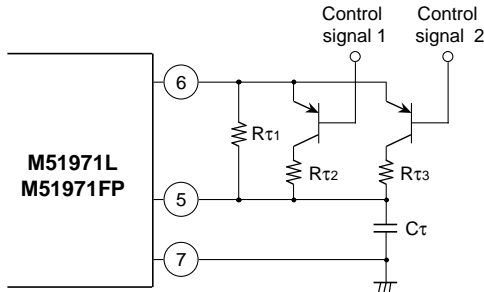 Control
signal 1
Control
signal 2
6
Rτ1
Rτ2
Rτ3
M51971L
M51971FP
5
Cτ
7